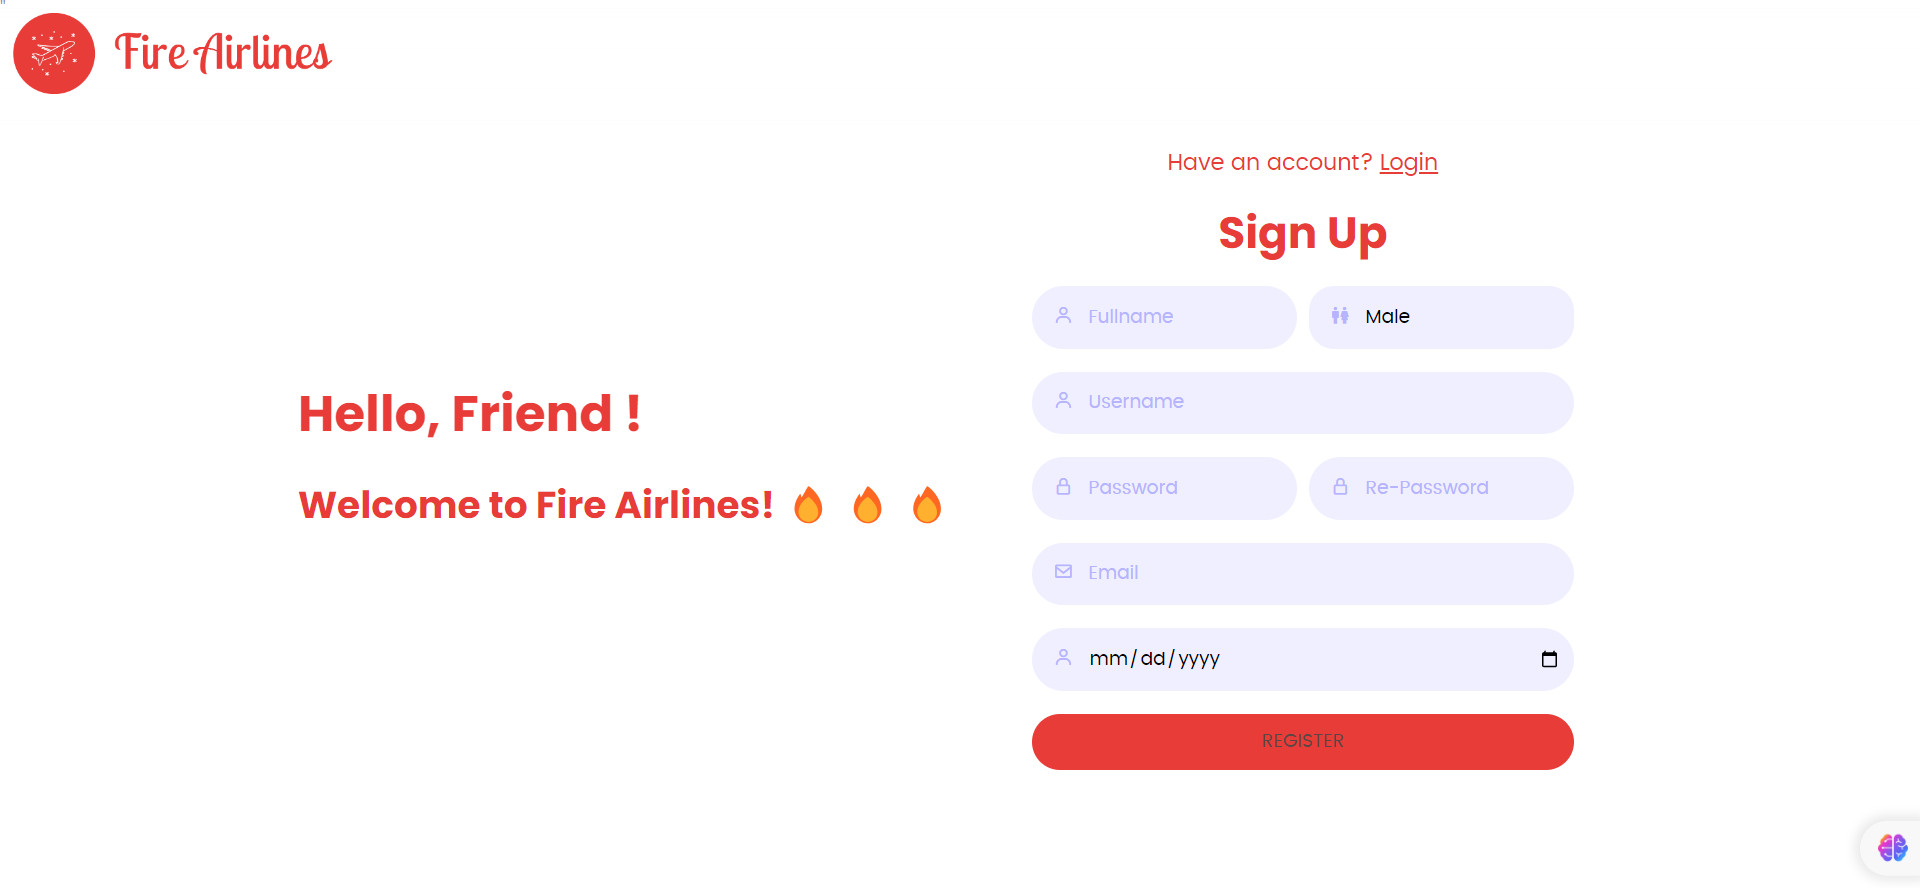 "
Fire Airlines
Have an account? Login
Sign Up
Fullname
Male
Username
Password
Re-Password
Email
mm/dd/yyyy
REGISTER
Hello, Friend !
Welcome to Fire Airlines! 🔥 🔥 🔥